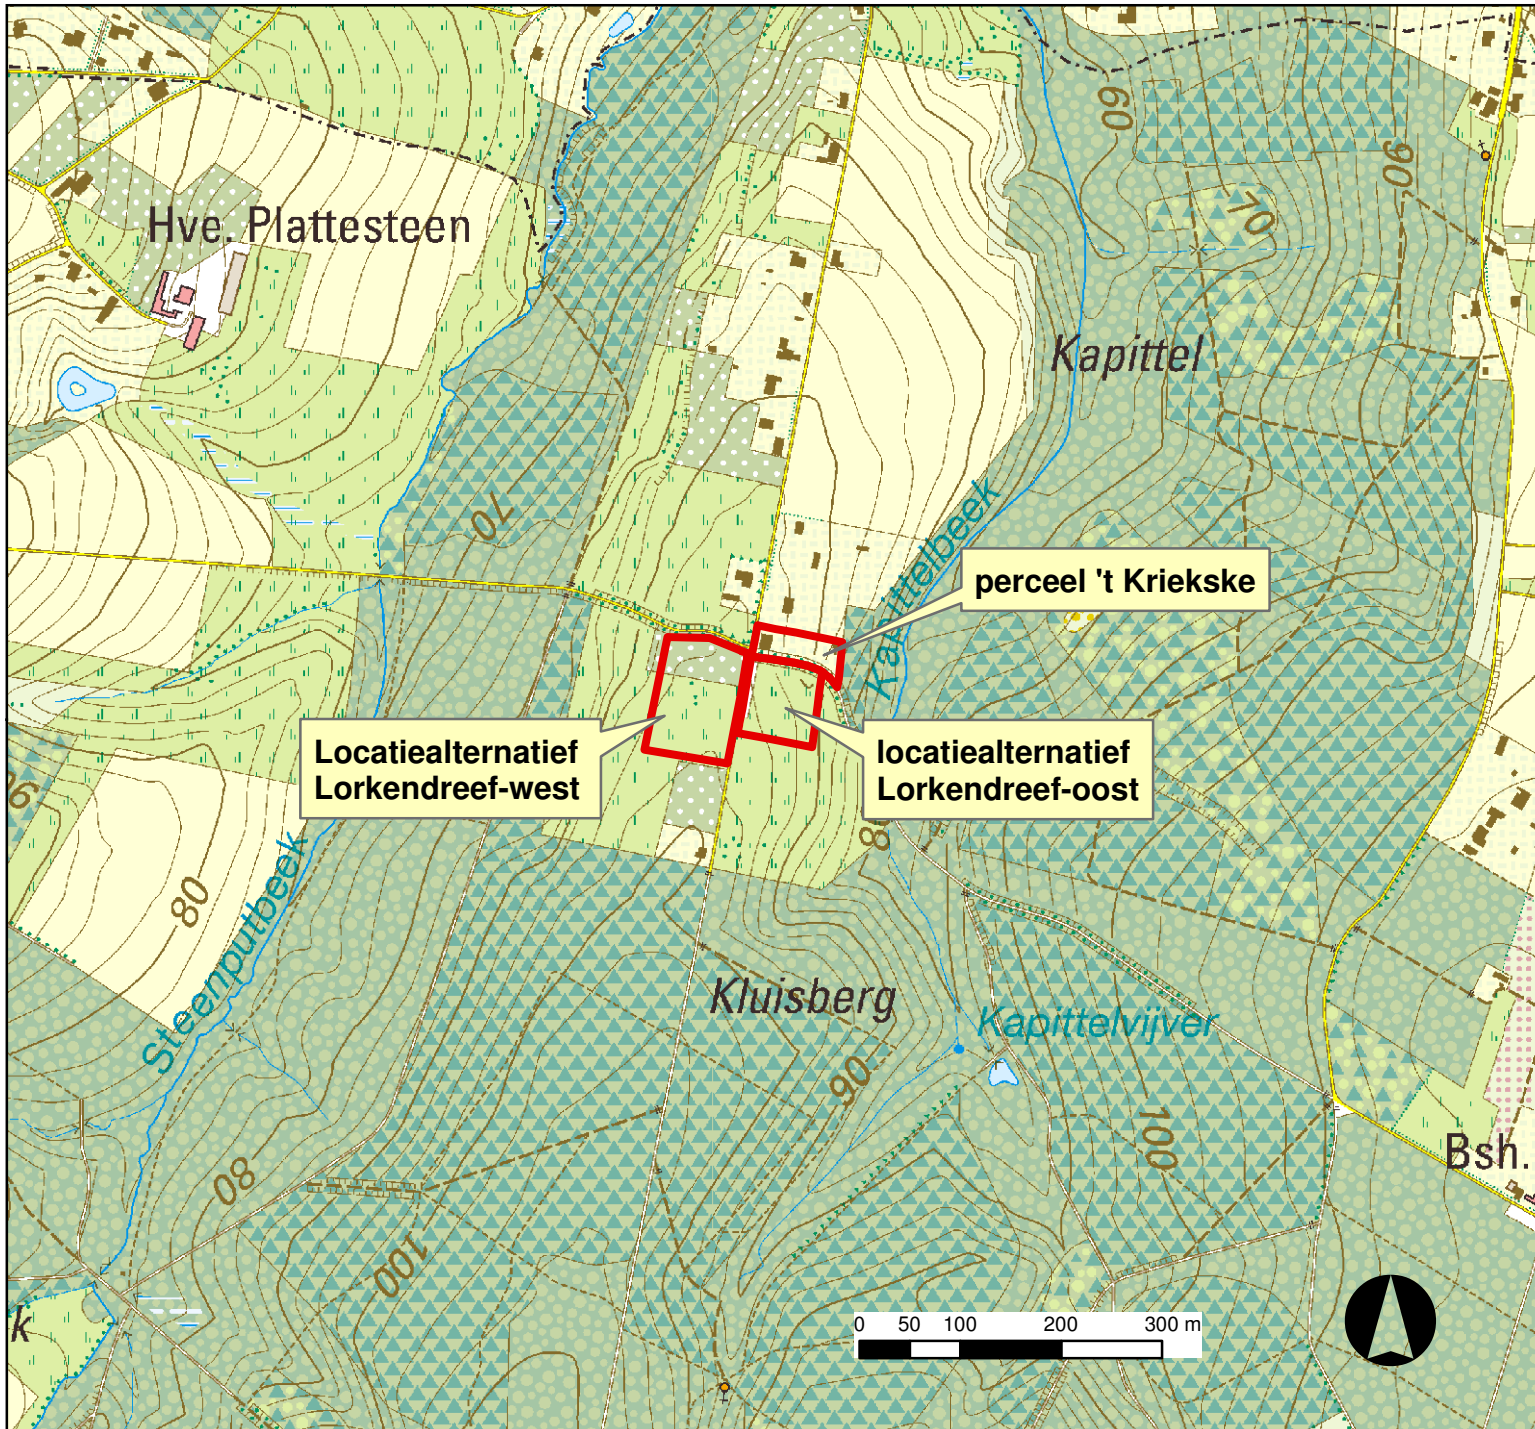 60
90
Hve. Plattesteen
70
Kapittel
70
Kapittelbeek
perceel 't Kriekske
Locatiealternatief
Lorkendreef-west
locatiealternatief
Lorkendreef-oost
80
Steenputbeek
Kluisberg
Kapittelvijver
90
100
Bsh.
80
100
k
0 50 100 200 300 m